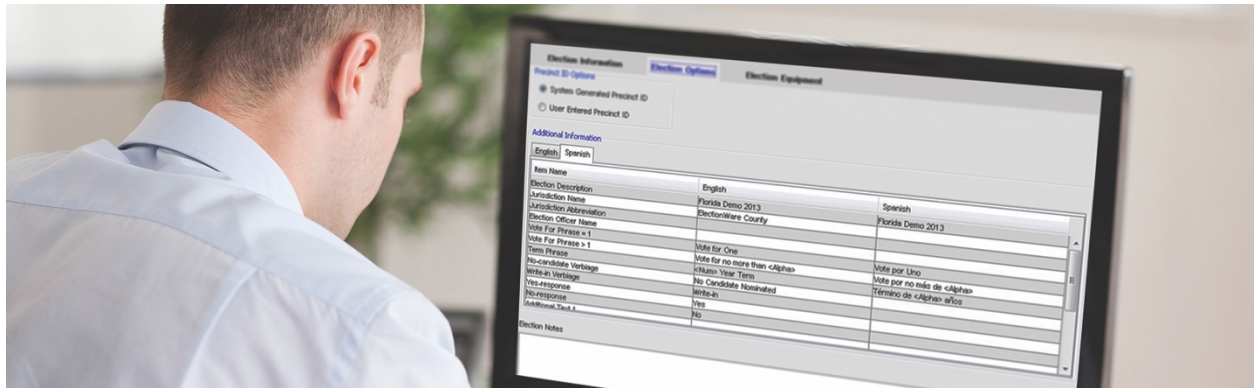 Election Information Election Options Election Equipment
Precinct ID Options
System Generated Precinct ID
User Entered Precinct ID
Additional Information
English Spanish
Item Name English Spanish
Election Description Florida Demo 2013 Florida Demo 2013
Jurisdiction Name ElectionWare County
Jurisdiction Abbreviation
Election Officer Name
Vote For Phrase = 1 Vote for One Vote por Uno
Vote For Phrase > 1 Vote for no more than <Alpha> Vote por no más de <Alpha>
Term Phrase <Num> Year Term Término de <Alpha> años
No-candidate Verbiage No Candidate Nominated
Write-in Verbiage Write-in
Yes-response Yes
No-response No
Additional Text 1
Election Notes